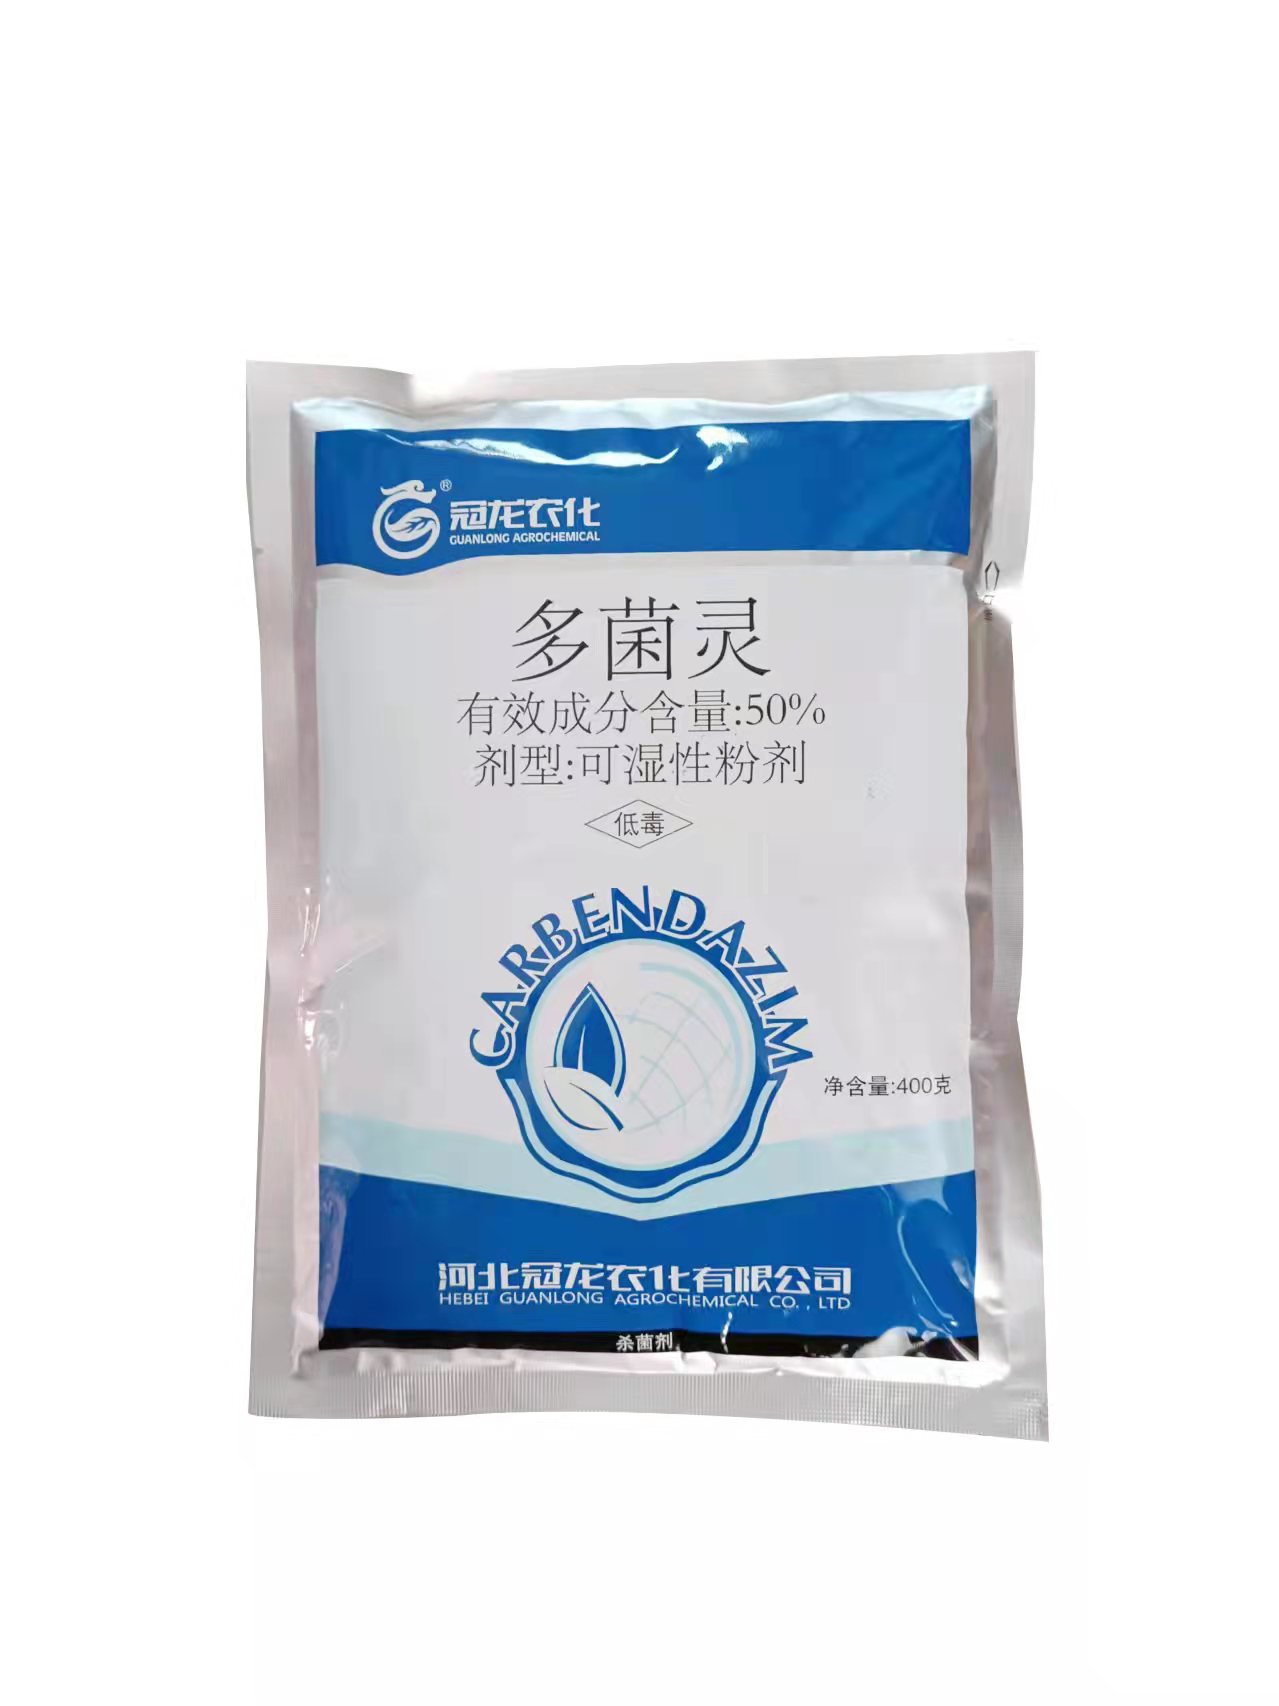 冠龙农化®
GUANLONG AGROCHEMICAL
多菌灵
有效成分含量:50%
剂型:可湿性粉剂
低毒
CARBENDAZIM
净含量:400克
河北冠龙农化有限公司
HEBEI GUANLONG AGROCHEMICAL CO. , LTD
杀菌剂